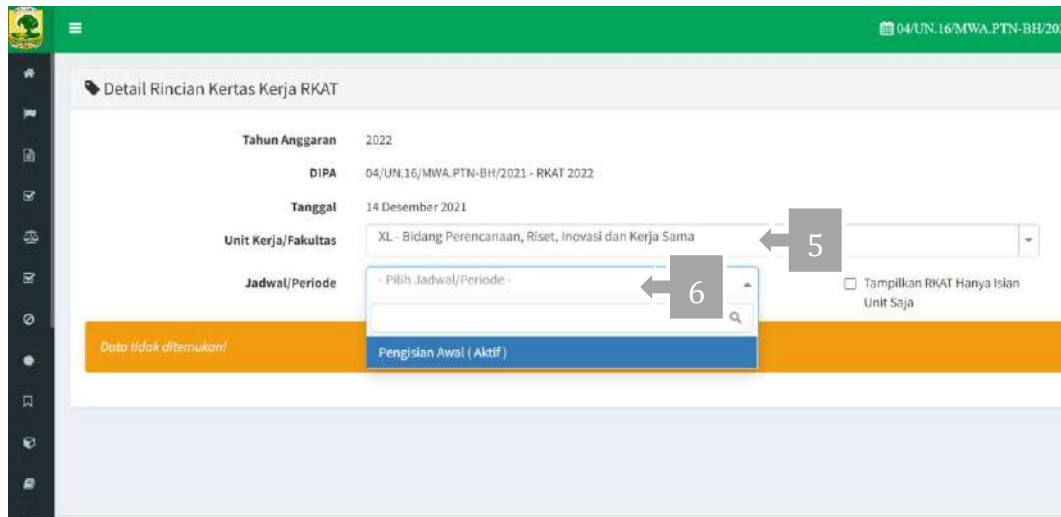 04/UN.16/MWA.PTN-BH/20
Detail Rincian Kertas Kerja RKAT
Tahun Anggaran 2022
DIPA 04/UN.16/MWA.PTN-BH/2021 - RKAT 2022
Tanggal 14 Desember 2021
Unit Kerja/Fakultas XL - Bidang Perencanaan, Riset, Inovasi dan Kerja Sama 5
Jadwal/Periode - Pilih Jadwal/Periode - 6 Tampilkan RKAT Hanya Isian
Unit Saja
Data tidak ditemukan!
Pengisian Awal ( Aktif )